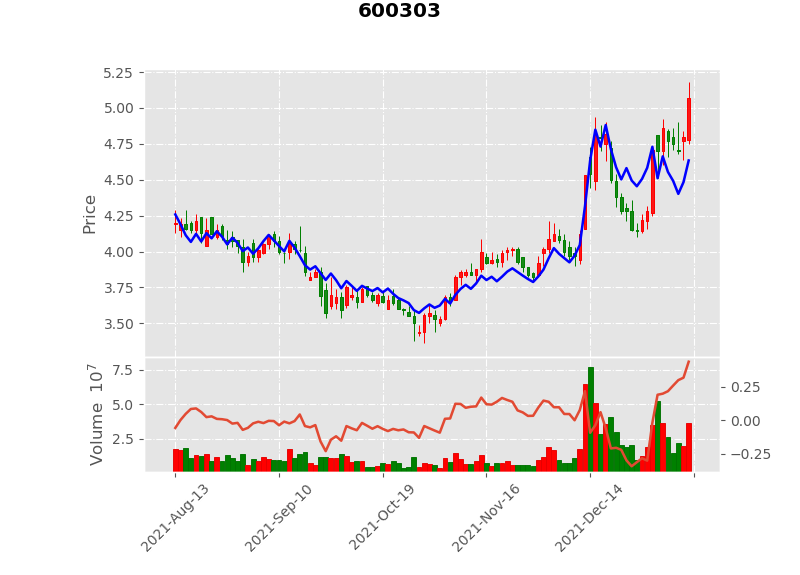 600303
5.25
5.00
4.75
4.50
4.25
4.00
3.75
3.50
Price
7.5
5.0
2.5
Volume 10^7
0.25
0.00
−0.25
2021-Aug-13
2021-Sep-10
2021-Oct-19
2021-Nov-16
2021-Dec-14